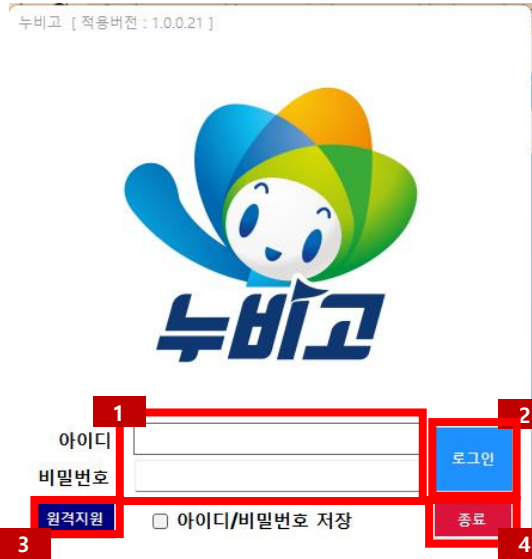 누비고 [ 적용버전 : 1.0.0.21 ]
누비고
1
2
아이디
로그인
비밀번호
원격지원
아이디/비밀번호 저장
종료
3
4